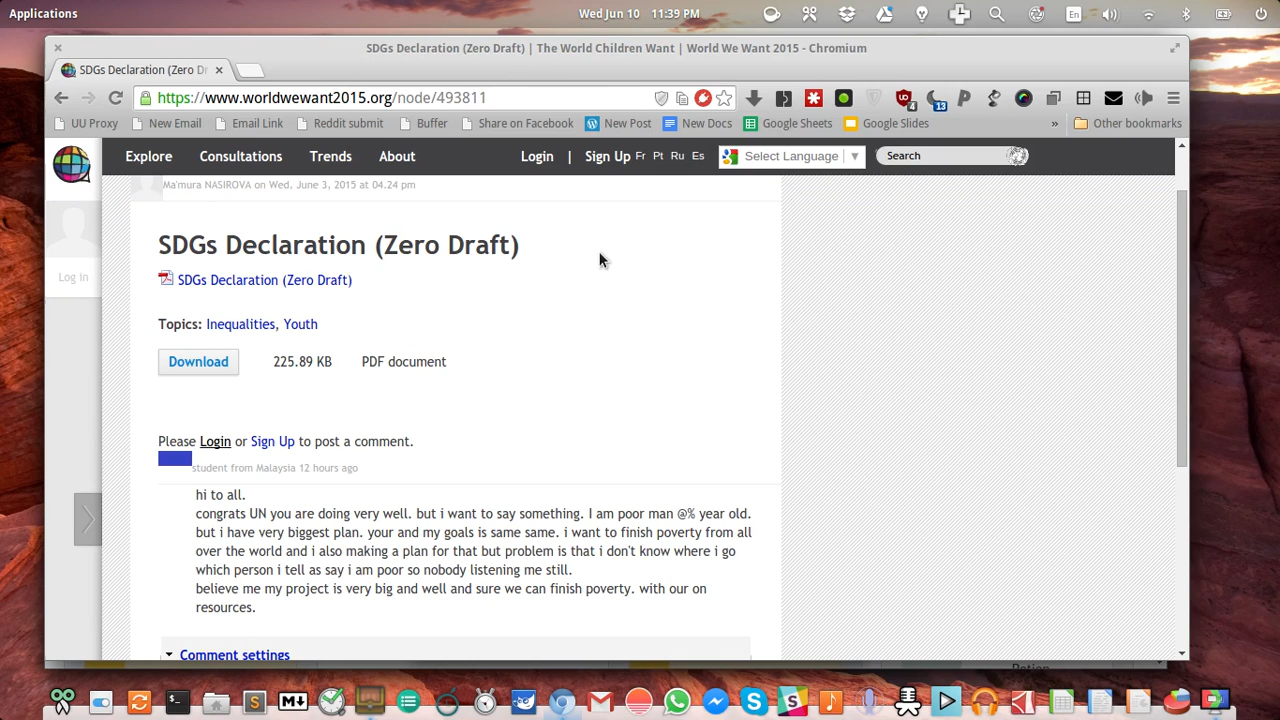 Applications
Wed Jun 10 11:39 PM
En
SDGs Declaration (Zero Draft) | The World Children Want | World We Want 2015 - Chromium
SDGs Declaration (Zero Dr
https://www.worldwewant2015.org/node/493811
4
13
UU Proxy
New Email
Email Link
Reddit submit
Buffer
Share on Facebook
New Post
New Docs
Google Sheets
Google Slides
»
Other bookmarks
Explore
Consultations
Trends
About
Login | Sign Up
Fr Pt Ru Es
Select Language
Search
Log in
Ma'mura NASIROVA on Wed, June 3, 2015 at 04.24 pm
SDGs Declaration (Zero Draft)
SDGs Declaration (Zero Draft)
Topics: Inequalities, Youth
Download 225.89 KB PDF document
Please Login or Sign Up to post a comment.
student from Malaysia 12 hours ago
hi to all.
congrats UN you are doing very well. but i want to say something. I am poor man @% year old.
but i have very biggest plan. your and my goals is same same. i want to finish poverty from all
over the world and i also making a plan for that but problem is that i don't know where i go
which person i tell as say i am poor so nobody listening me still.
believe me my project is very big and well and sure we can finish poverty. with our on
resources.
Comment settings